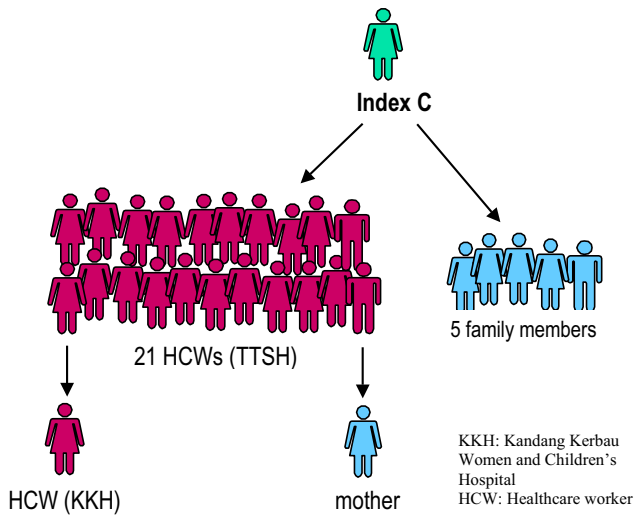 Index C
21 HCWs (TTSH)
5 family members
HCW (KKH)
mother
KKH: Kandang Kerbau
Women and Children’s
Hospital
HCW: Healthcare worker